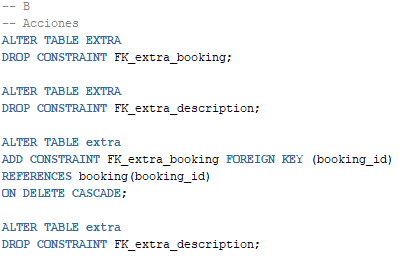 -- B
-- Acciones
ALTER TABLE EXTRA
DROP CONSTRAINT FK_extra_booking;
ALTER TABLE EXTRA
DROP CONSTRAINT FK_extra_description;
ALTER TABLE extra
ADD CONSTRAINT FK_extra_booking FOREIGN KEY (booking_id)
REFERENCES booking(booking_id)
ON DELETE CASCADE;
ALTER TABLE extra
DROP CONSTRAINT FK_extra_description;